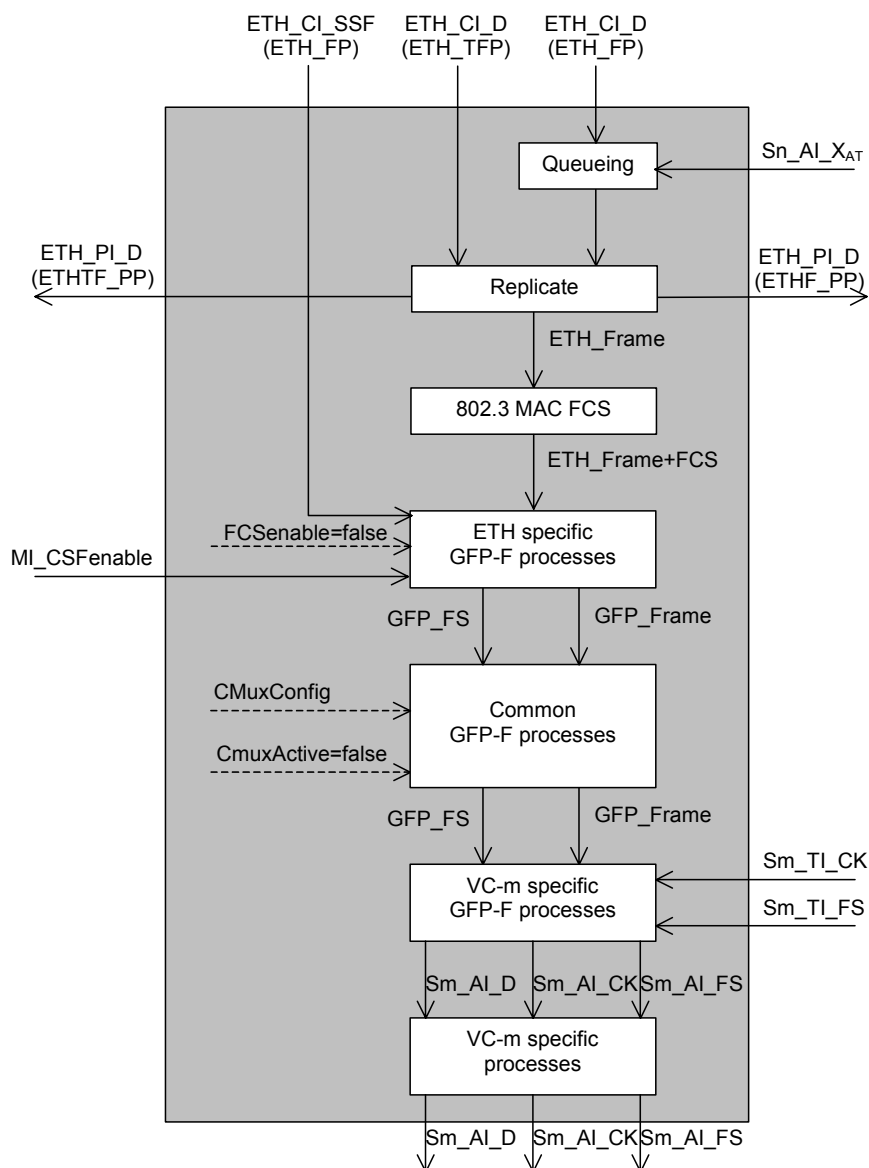 ETH_CI_SSF
(ETH_FP)
ETH_CI_D
(ETH_TFP)
ETH_CI_D
(ETH_FP)
Queueing
Sn_AI_XAT
ETH_PI_D
(ETHTF_PP)
ETH_PI_D
(ETHF_PP)
Replicate
ETH_Frame
802.3 MAC FCS
ETH_Frame+FCS
FCSenable=false
ETH specific
GFP-F processes
MI_CSFenable
GFP_FS
GFP_Frame
CMuxConfig
Common
GFP-F processes
CmuxActive=false
GFP_FS
GFP_Frame
VC-m specific
GFP-F processes
Sm_TI_CK
Sm_TI_FS
Sm_AI_D
Sm_AI_CK
Sm_AI_FS
VC-m specific
processes
Sm_AI_D
Sm_AI_CK
Sm_AI_FS